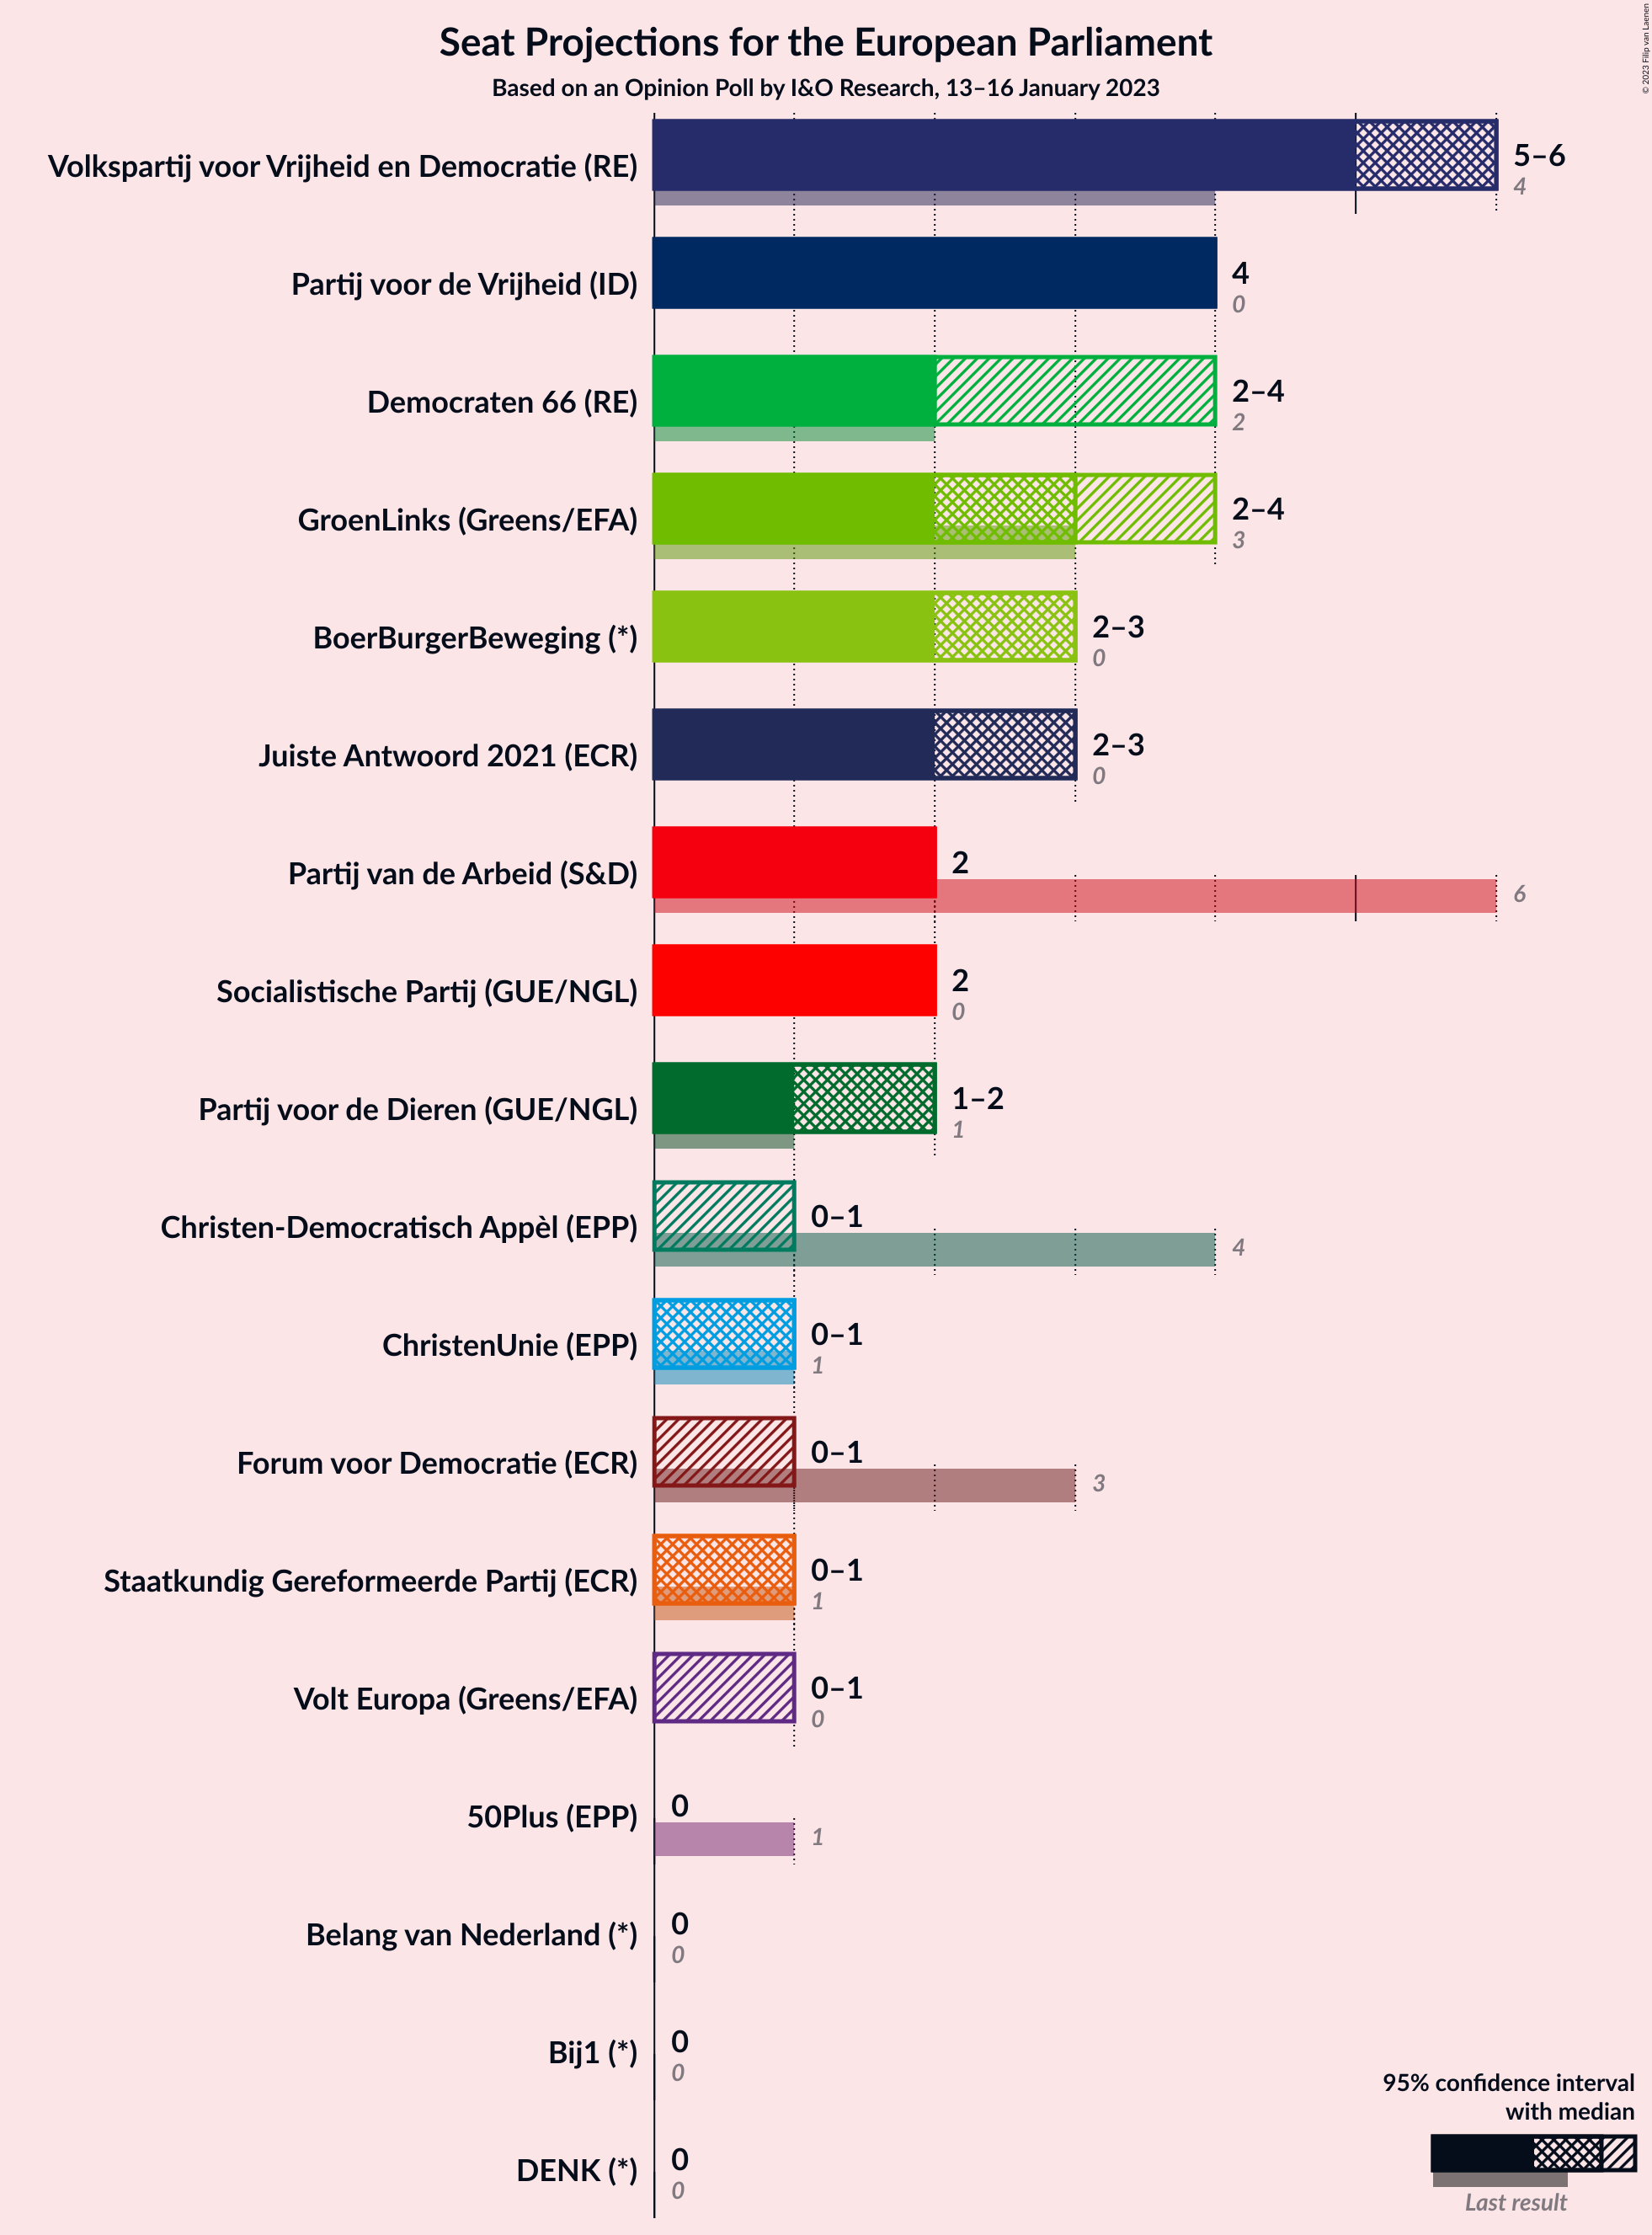 Seat Projections for the European Parliament
Based on an Opinion Poll by I&O Research, 13–16 January 2023
© 2023 Filip van Laenen
Volkspartij voor Vrijheid en Democratie (RE)
5–6
4
Partij voor de Vrijheid (ID)
4
0
Democraten 66 (RE)
2–4
2
GroenLinks (Greens/EFA)
2–4
3
BoerBurgerBeweging (*)
2–3
0
Juiste Antwoord 2021 (ECR)
2–3
0
Partij van de Arbeid (S&D)
2
6
Socialistische Partij (GUE/NGL)
2
0
Partij voor de Dieren (GUE/NGL)
1–2
1
Christen-Democratisch Appèl (EPP)
0–1
4
ChristenUnie (EPP)
0–1
1
Forum voor Democratie (ECR)
0–1
3
Staatkundig Gereformeerde Partij (ECR)
0–1
1
Volt Europa (Greens/EFA)
0–1
0
50Plus (EPP)
0
1
Belang van Nederland (*)
0
0
Bij1 (*)
0
0
DENK (*)
0
0
95% confidence interval
with median
Last result